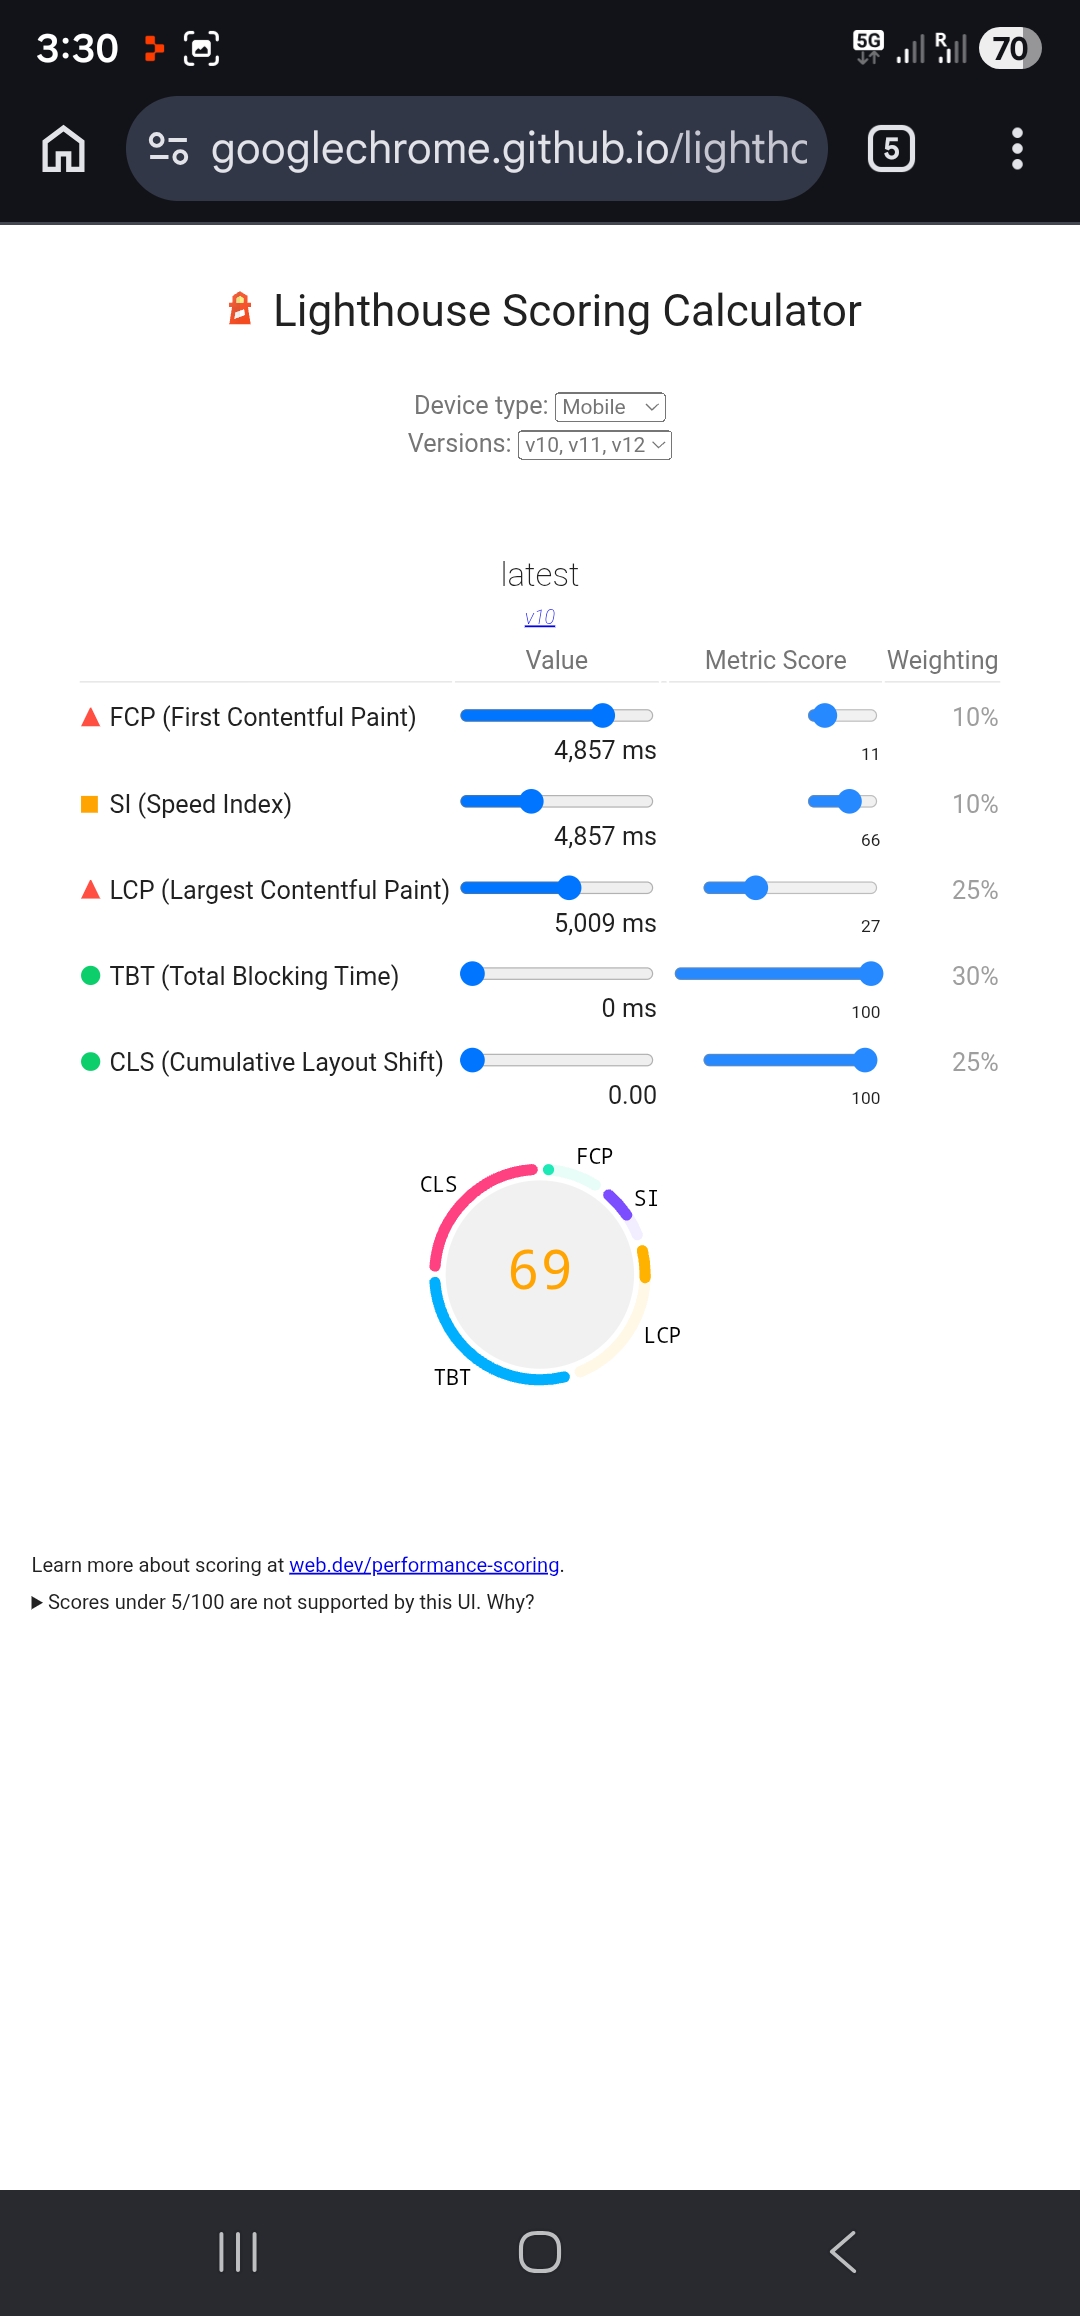 3:30
5G
R
70
googlechrome.github.io/lightho
5
Lighthouse Scoring Calculator
Device type: Mobile
Versions: v10, v11, v12
latest
v10
Value Metric Score Weighting
FCP (First Contentful Paint) 10%
4,857 ms 11
SI (Speed Index) 10%
4,857 ms 66
LCP (Largest Contentful Paint) 25%
5,009 ms 27
TBT (Total Blocking Time) 30%
0 ms 100
CLS (Cumulative Layout Shift) 25%
0.00 100
FCP
CLS
SI
69
LCP
TBT
Learn more about scoring at web.dev/performance-scoring.
Scores under 5/100 are not supported by this UI. Why?